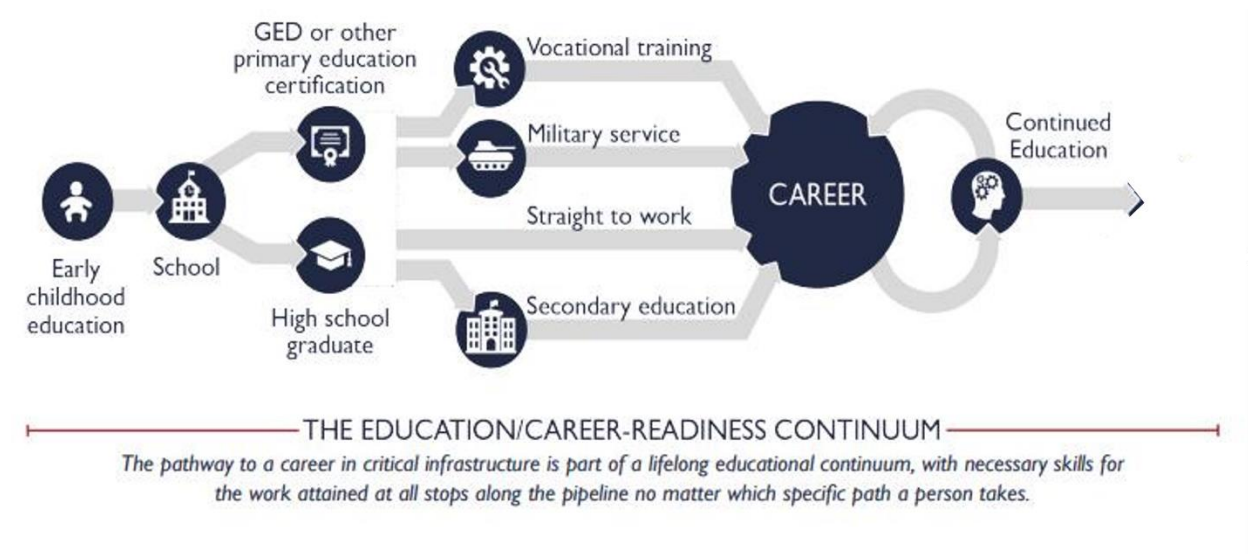 GED or other
primary education
certification
Vocational training
Military service
Straight to work
Secondary education
CAREER
Continued
Education
Early
childhood
education
School
High school
graduate
THE EDUCATION/CAREER-READINESS CONTINUUM
The pathway to a career in critical infrastructure is part of a lifelong educational continuum, with necessary skills for
the work attained at all stops along the pipeline no matter which specific path a person takes.